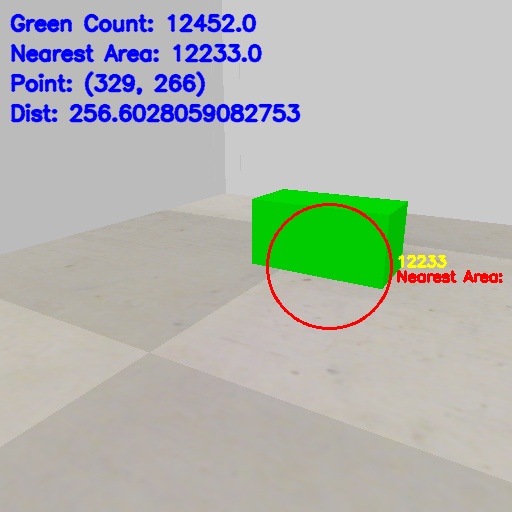 Green Count: 12452.0
Nearest Area: 12233.0
Point: (329, 266)
Dist: 256.6028059082753
12233
Nearest Area: